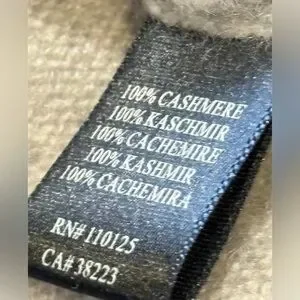 100% CASHMERE
100% KASCHMIR
100% CACHEMIRE
100% KASHMIR
100% CACHEMIRA
RN# 110125
CA# 38223